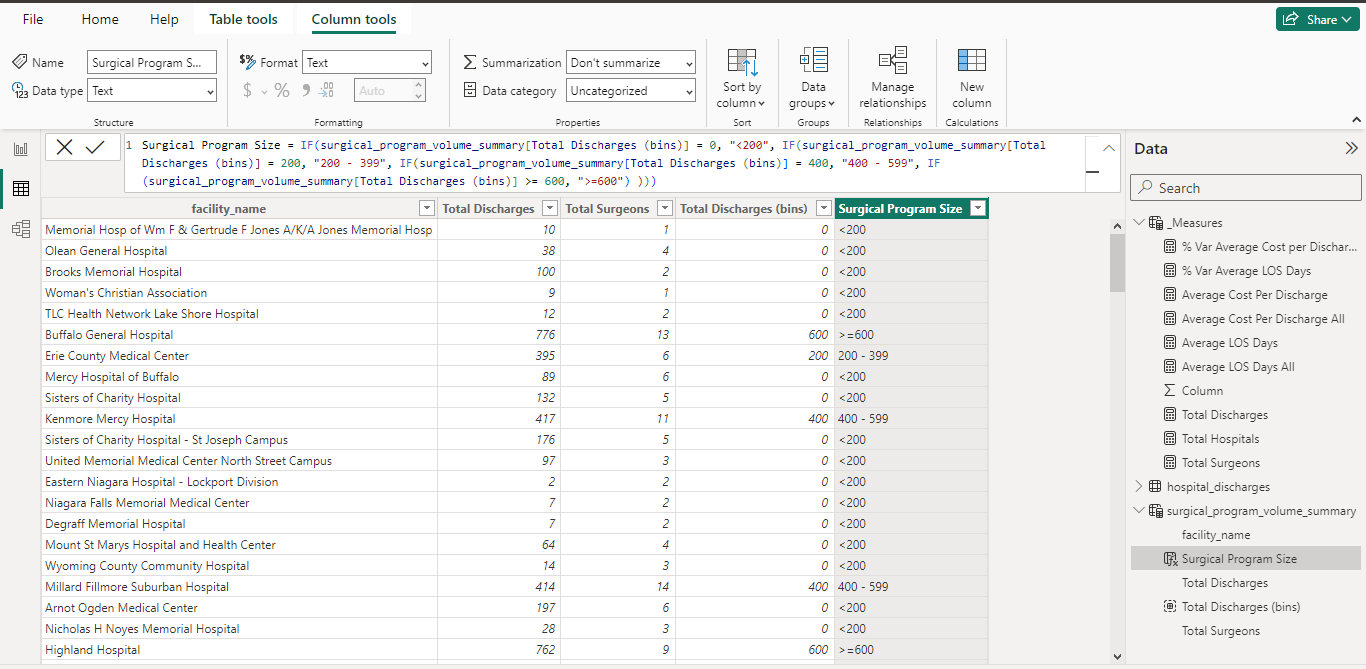 File Home Help Table tools Column tools Share
Name Surgical Program S... $% Format Text Summarization Don't summarize
Data type Text $ % Auto Data category Uncategorized
Sort by column Data groups Manage relationships New column
Structure Formatting Properties Sort Groups Relationships Calculations
1 Surgical Program Size = IF(surgical_program_volume_summary[Total Discharges (bins)] = 0, "<200", IF(surgical_program_volume_summary[Total
Discharges (bins)] = 200, "200 - 399", IF(surgical_program_volume_summary[Total Discharges (bins)] = 400, "400 - 599", IF
(surgical_program_volume_summary[Total Discharges (bins)] >= 600, ">=600") )))
facility_name Total Discharges Total Surgeons Total Discharges (bins) Surgical Program Size
Memorial Hosp of Wm F & Gertrude F Jones A/K/A Jones Memorial Hosp 10 1 0 <200
Olean General Hospital 38 4 0 <200
Brooks Memorial Hospital 100 2 0 <200
Woman's Christian Association 9 1 0 <200
TLC Health Network Lake Shore Hospital 12 2 0 <200
Buffalo General Hospital 776 13 600 >=600
Erie County Medical Center 395 6 200 200 - 399
Mercy Hospital of Buffalo 89 6 0 <200
Sisters of Charity Hospital 132 5 0 <200
Kenmore Mercy Hospital 417 11 400 400 - 599
Sisters of Charity Hospital - St Joseph Campus 176 5 0 <200
United Memorial Medical Center North Street Campus 97 3 0 <200
Eastern Niagara Hospital - Lockport Division 2 2 0 <200
Niagara Falls Memorial Medical Center 7 2 0 <200
Degraff Memorial Hospital 7 2 0 <200
Mount St Marys Hospital and Health Center 64 4 0 <200
Wyoming County Community Hospital 14 3 0 <200
Millard Fillmore Suburban Hospital 414 14 400 400 - 599
Arnot Ogden Medical Center 197 6 0 <200
Nicholas H Noyes Memorial Hospital 28 3 0 <200
Highland Hospital 762 9 600 >=600
Data
Search
_Measures
% Var Average Cost per Dischar...
% Var Average LOS Days
Average Cost Per Discharge
Average Cost Per Discharge All
Average LOS Days
Average LOS Days All
Column
Total Discharges
Total Hospitals
Total Surgeons
hospital_discharges
surgical_program_volume_summary
facility_name
Surgical Program Size
Total Discharges
Total Discharges (bins)
Total Surgeons